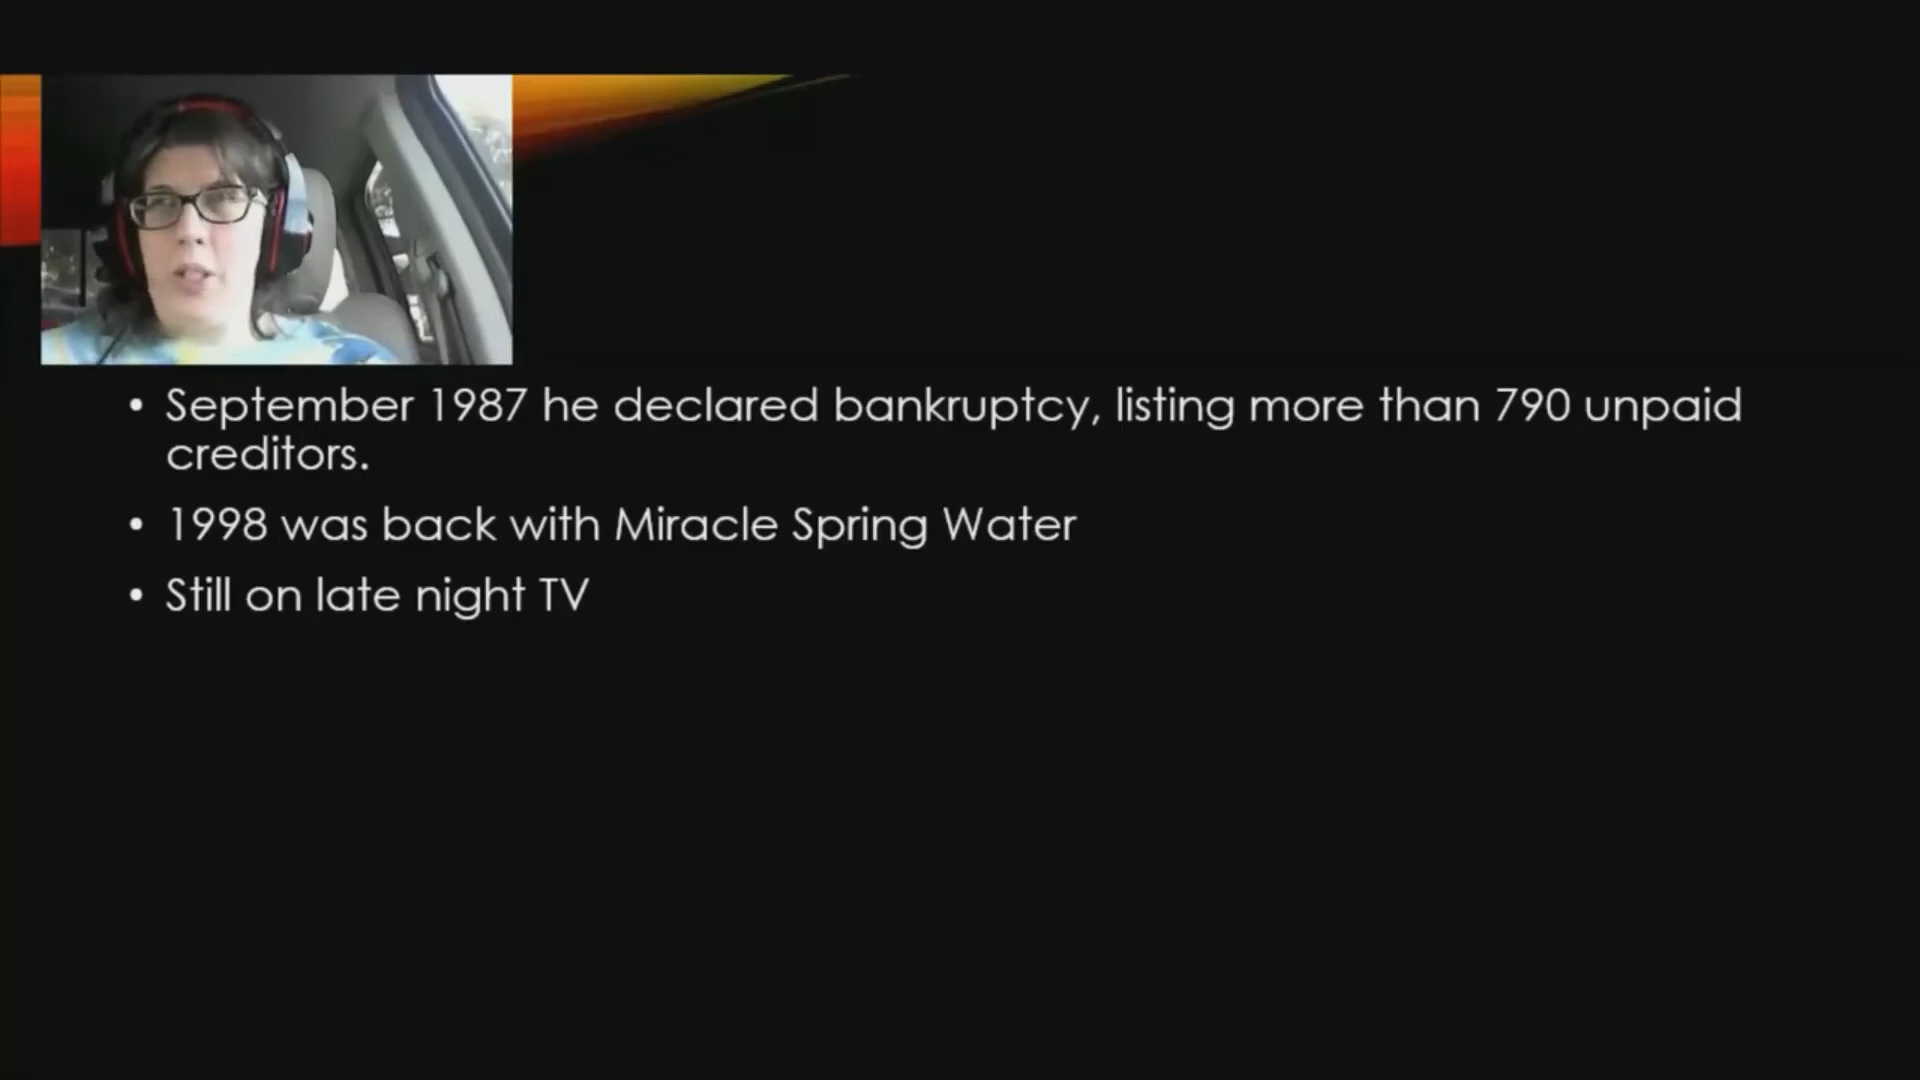 • September 1987 he declared bankruptcy, listing more than 790 unpaid
creditors.
• 1998 was back with Miracle Spring Water
• Still on late night TV